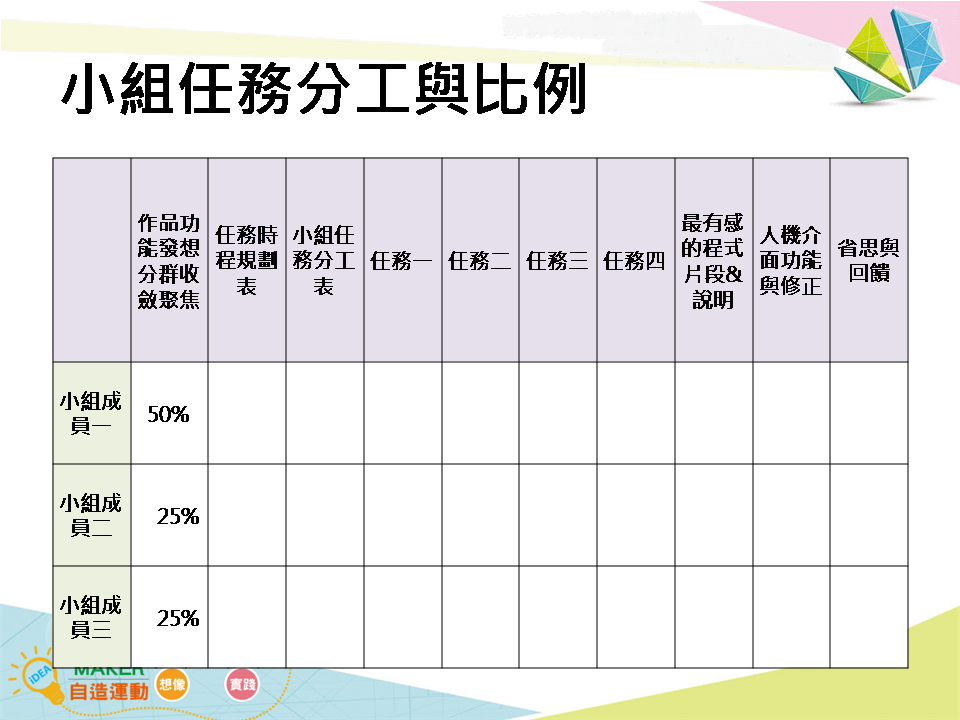 小組任務分工與比例
作品功
能發想
分群收
斂聚焦
任務時
程規劃
表
小組任
務分工
表
任務一
任務二
任務三
任務四
最有感
的程式
片段&
說明
人機介
面功能
與修正
省思與
回饋
小組成
員一
50%
小組成
員二
25%
小組成
員三
25%
iDEA
MAKER
自造運動
想像
實踐